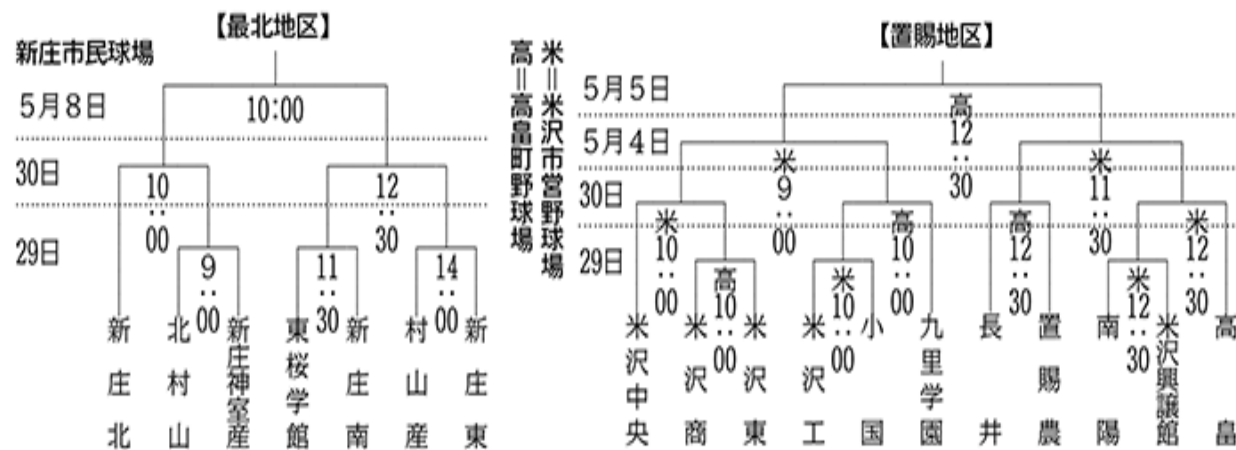 【最北地区】
新庄市民球場
5月8日
10:00
30日
10:00
12:30
29日
9:00
11:30
14:00
新庄北
北村山
新庄神室産
東桜学館
新庄南
村山産
新庄東
米=米沢市営野球場
高=高畠町野球場
【置賜地区】
5月5日
高12:30
5月4日
米9:00
米11:30
30日
米10:00
高10:00
高12:30
米12:30
29日
高10:00
米10:00
米12:30
米沢中央
米沢商
米沢東
米沢工
小国
九里学園
長井
置賜農
南陽
米沢興譲館
高畠